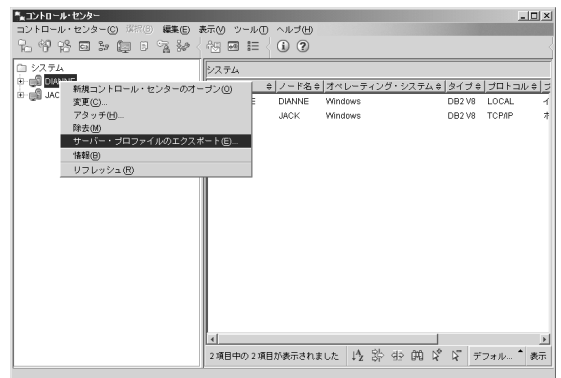 コントロール・センター
コントロール・センター(C) 選択(S) 編集(E) 表示(V) ツール(T) ヘルプ(H)
システム
DIANNE
JAC
新規コントロール・センターのオープン(O)
変更(C)...
アタッチ(H)...
除去(M)
サーバー・プロファイルのエクスポート(E)...
情報(B)
リフレッシュ(R)
システム
ノード名 オペレーティング・システム タイプ プロトコル
E DIANNE Windows DB2 V8 LOCAL
JACK Windows DB2 V8 TCP/IP
2 項目中の 2 項目が表示されました デフォル... 表示